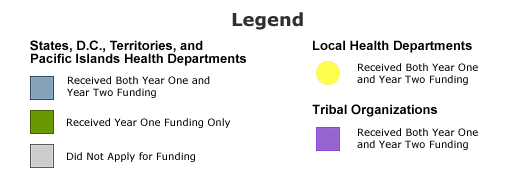 Legend
States, D.C., Territories, and
Pacific Islands Health Departments
Received Both Year One and
Year Two Funding
Received Year One Funding Only
Did Not Apply for Funding
Local Health Departments
Received Both Year One
and Year Two Funding
Tribal Organizations
Received Both Year One
and Year Two Funding